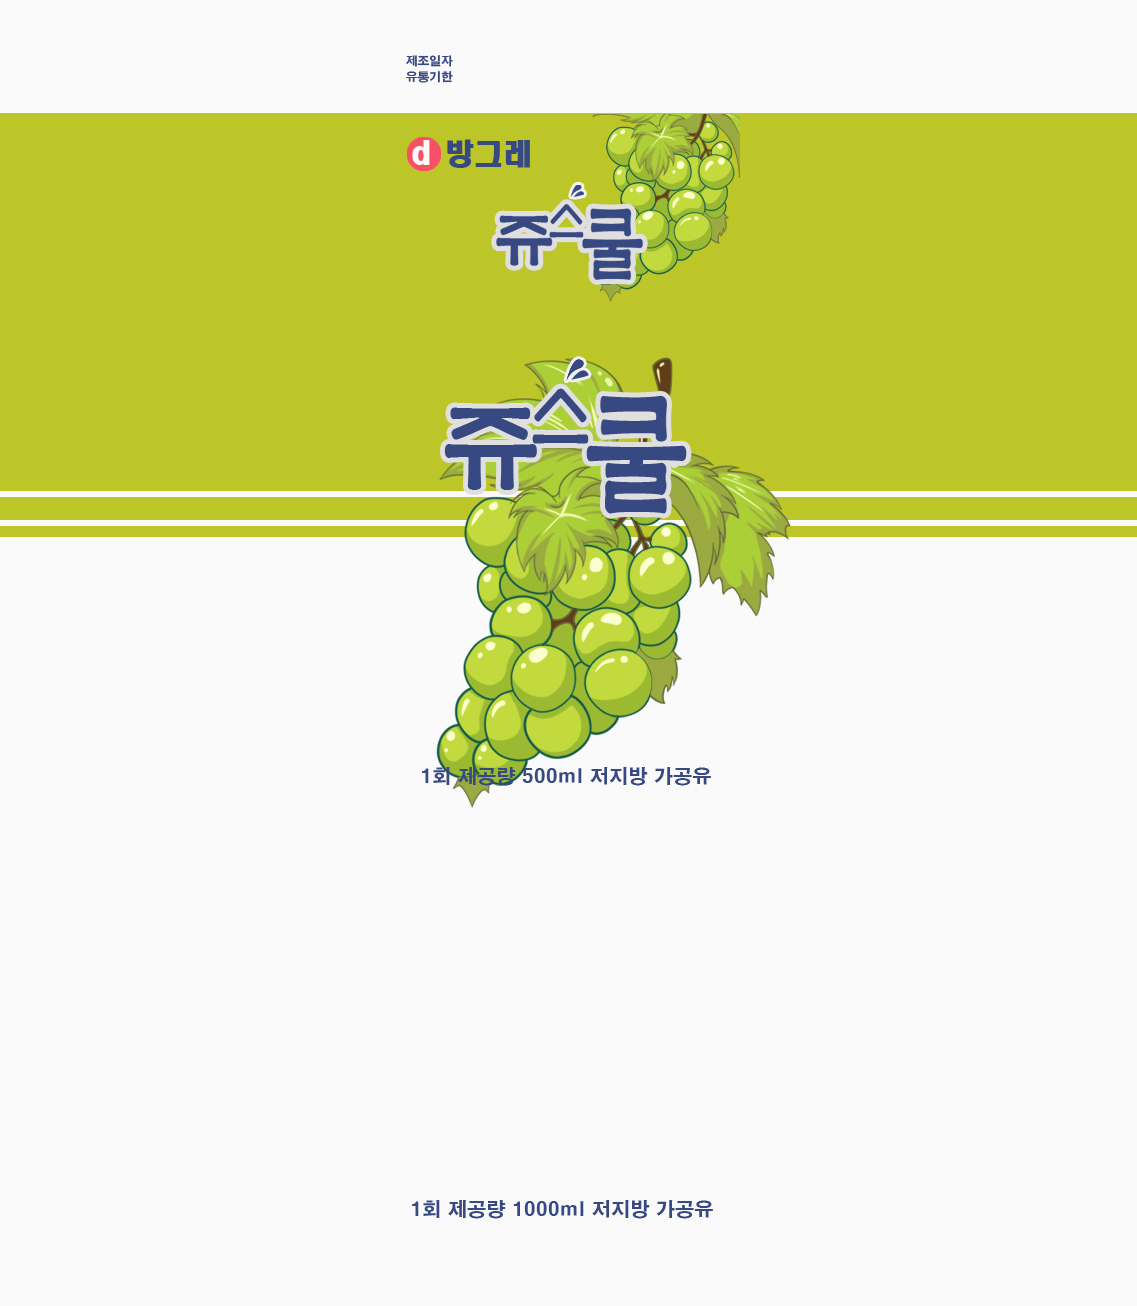 제조일자
유통기한
d 방그레
쥬스쿨
쥬스쿨
1회 제공량 500ml 저지방 가공유
1회 제공량 1000ml 저지방 가공유